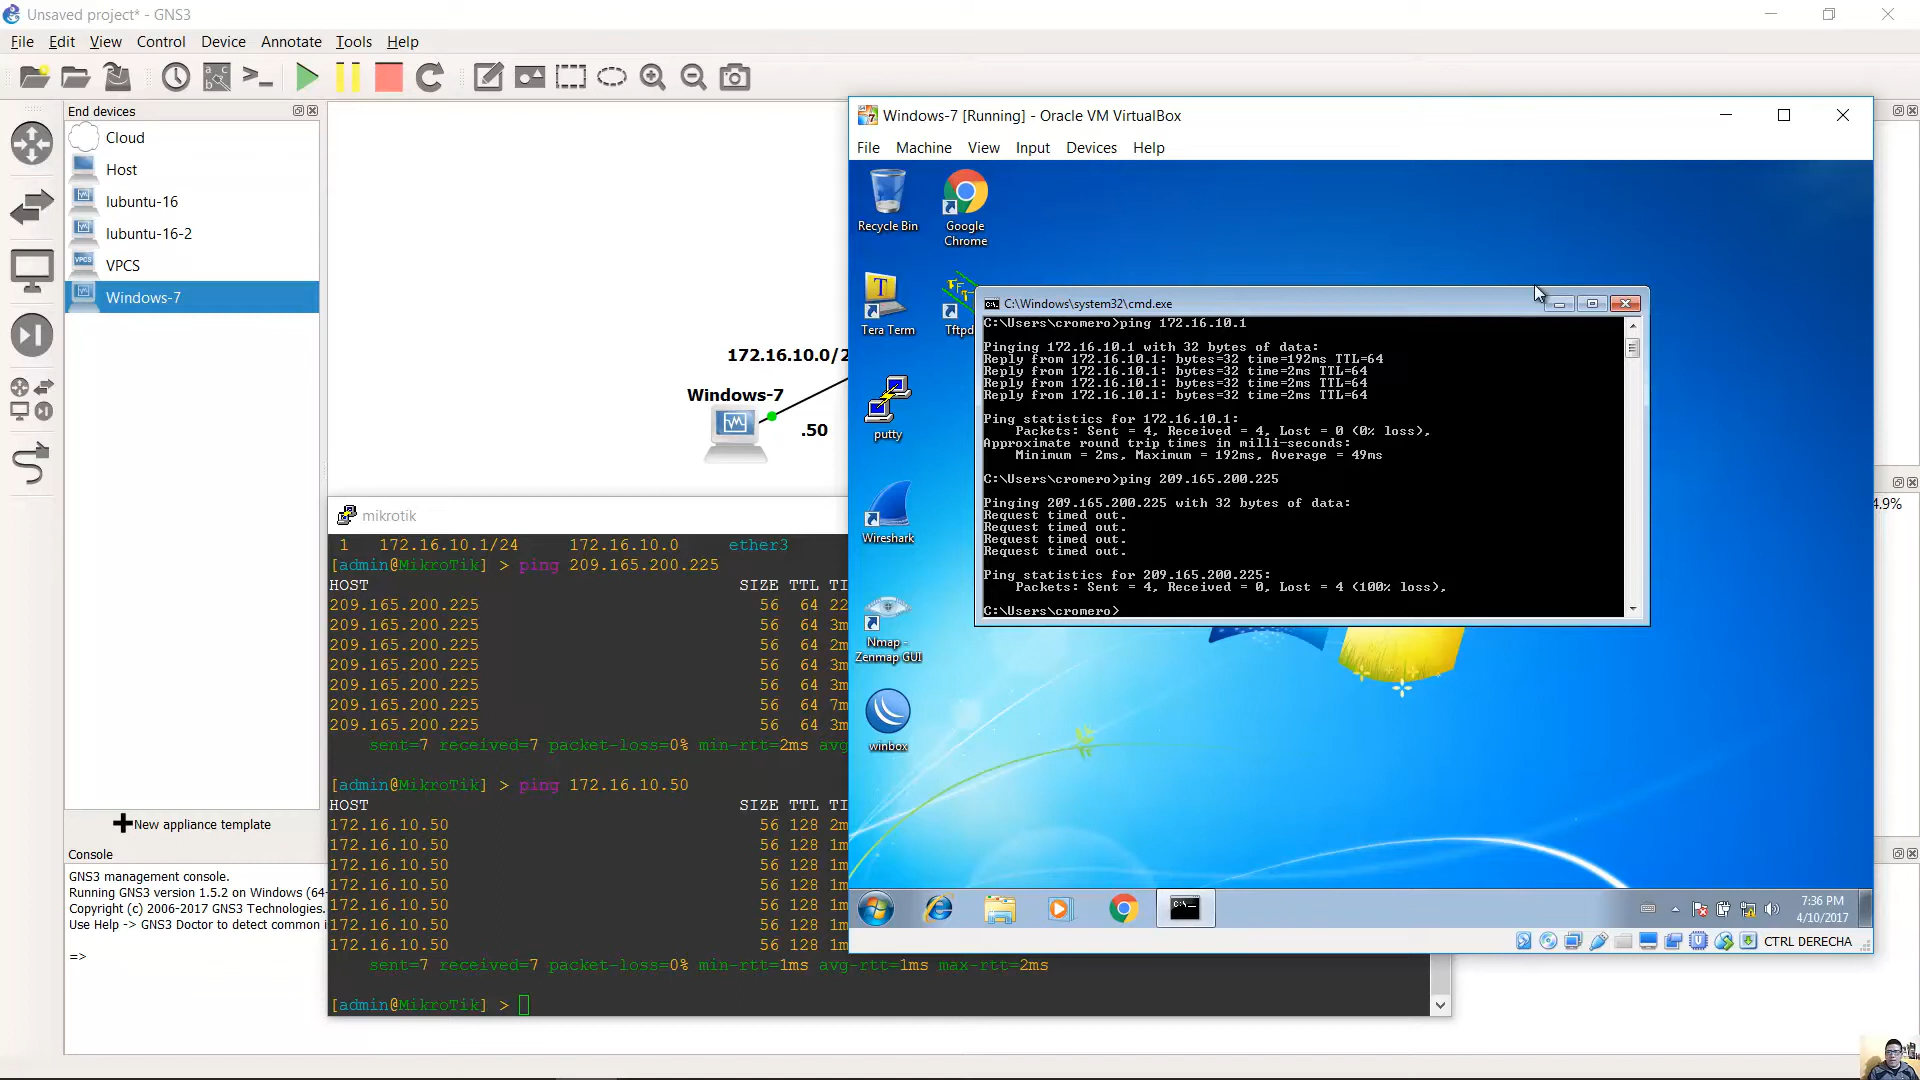 Unsaved project* - GNS3
File Edit View Control Device Annotate Tools Help
End devices
Cloud
Host
lubuntu-16
lubuntu-16-2
VPCS
Windows-7
New appliance template
Console
GNS3 management console.
Running GNS3 version 1.5.2 on Windows (64-
Copyright (c) 2006-2017 GNS3 Technologies.
Use Help -> GNS3 Doctor to detect common i
=>
172.16.10.0/2
Windows-7
.50
mikrotik
1 172.16.10.1/24 172.16.10.0 ether3
[admin@MikroTik] > ping 209.165.200.225
HOST SIZE TTL TI
209.165.200.225 56 64 22
209.165.200.225 56 64 3m
209.165.200.225 56 64 2m
209.165.200.225 56 64 3m
209.165.200.225 56 64 3m
209.165.200.225 56 64 7m
209.165.200.225 56 64 3m
sent=7 received=7 packet-loss=0% min-rtt=2ms avg
[admin@MikroTik] > ping 172.16.10.50
HOST SIZE TTL TI
172.16.10.50 56 128 2m
172.16.10.50 56 128 1m
172.16.10.50 56 128 1m
172.16.10.50 56 128 1m
172.16.10.50 56 128 1m
172.16.10.50 56 128 1m
172.16.10.50 56 128 1m
sent=7 received=7 packet-loss=0% min-rtt=1ms avg-rtt=1ms max-rtt=2ms
[admin@MikroTik] >
Windows-7 [Running] - Oracle VM VirtualBox
File Machine View Input Devices Help
Recycle Bin
Google
Chrome
Tera Term
Tftpd
putty
Wireshark
Nmap -
Zenmap GUI
winbox
C:\Windows\system32\cmd.exe
C:\Users\cromero>ping 172.16.10.1
Pinging 172.16.10.1 with 32 bytes of data:
Reply from 172.16.10.1: bytes=32 time=192ms TTL=64
Reply from 172.16.10.1: bytes=32 time=2ms TTL=64
Reply from 172.16.10.1: bytes=32 time=2ms TTL=64
Reply from 172.16.10.1: bytes=32 time=2ms TTL=64
Ping statistics for 172.16.10.1:
Packets: Sent = 4, Received = 4, Lost = 0 (0% loss),
Approximate round trip times in milli-seconds:
Minimum = 2ms, Maximum = 192ms, Average = 49ms
C:\Users\cromero>ping 209.165.200.225
Pinging 209.165.200.225 with 32 bytes of data:
Request timed out.
Request timed out.
Request timed out.
Request timed out.
Ping statistics for 209.165.200.225:
Packets: Sent = 4, Received = 0, Lost = 4 (100% loss),
C:\Users\cromero>
7:36 PM
4/10/2017
CTRL DERECHA
4.9%